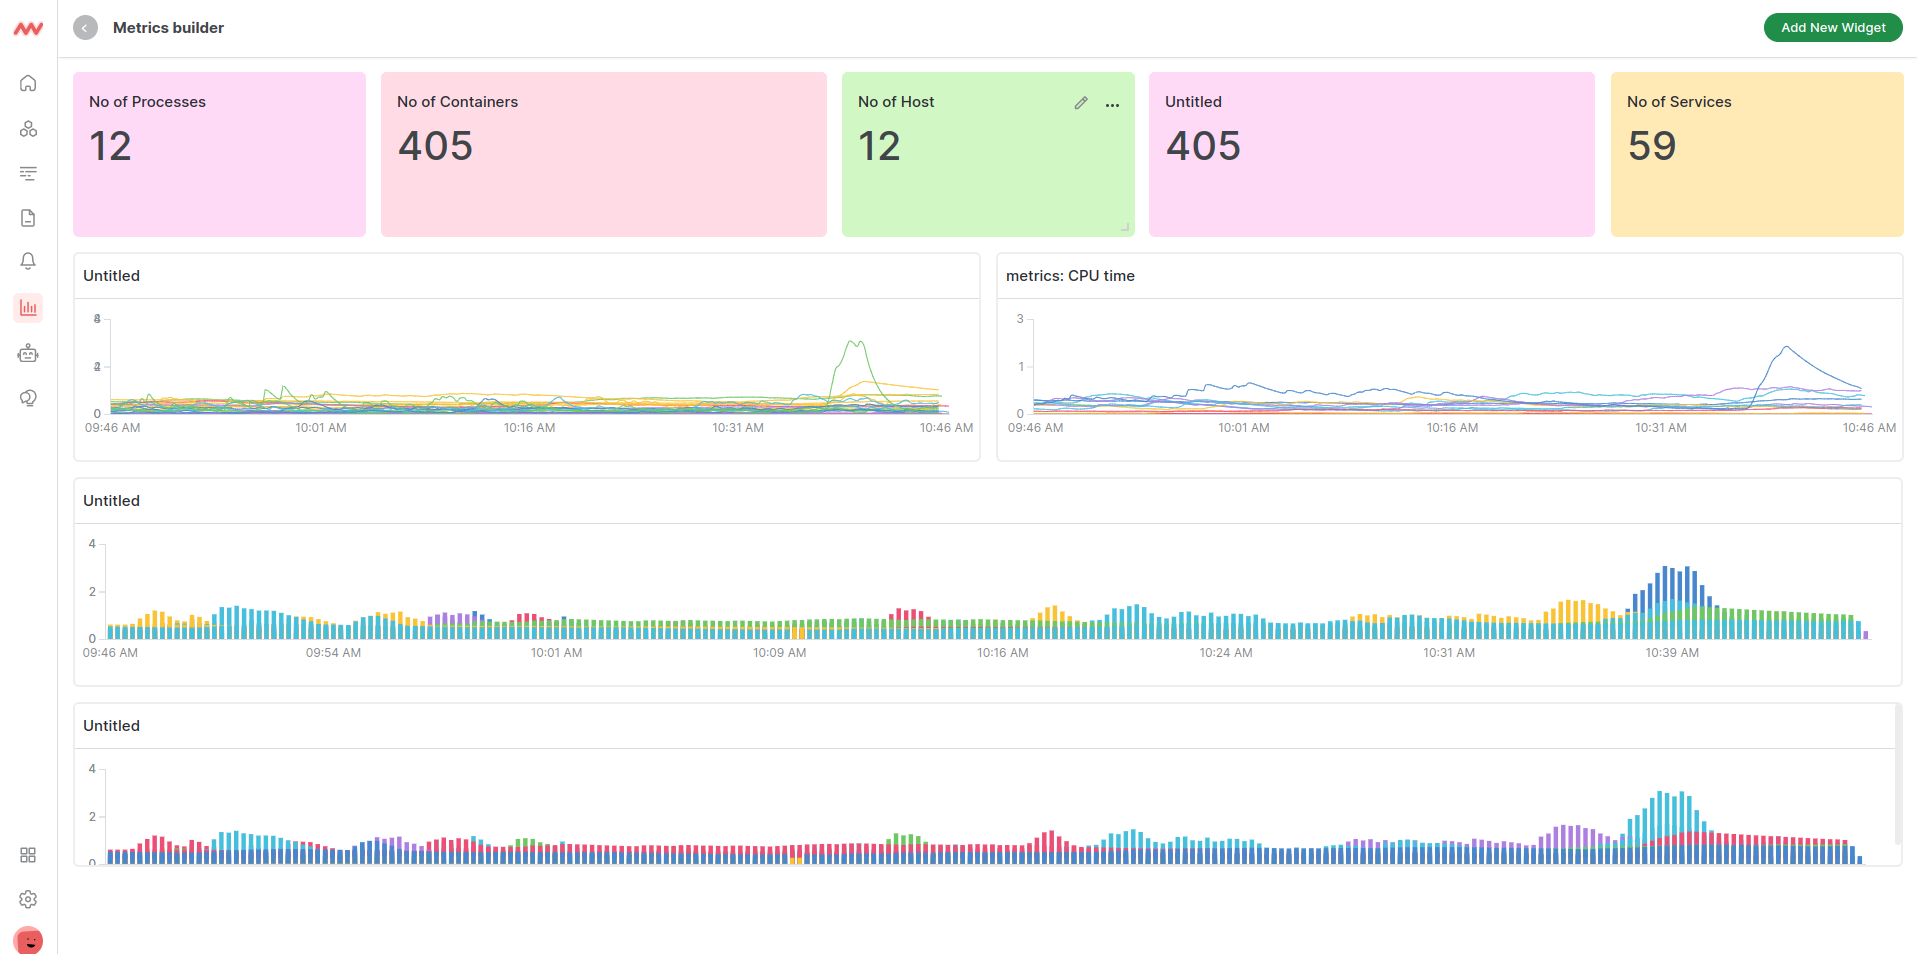 Metrics builder
Add New Widget
No of Processes
12
No of Containers
405
No of Host
12
Untitled
405
No of Services
59
Untitled
0
09:46 AM 10:01 AM 10:16 AM 10:31 AM 10:46 AM
metrics: CPU time
3
1
0
09:46 AM 10:01 AM 10:16 AM 10:31 AM 10:46 AM
Untitled
4
2
0
09:46 AM 09:54 AM 10:01 AM 10:09 AM 10:16 AM 10:24 AM 10:31 AM 10:39 AM
Untitled
4
2
0